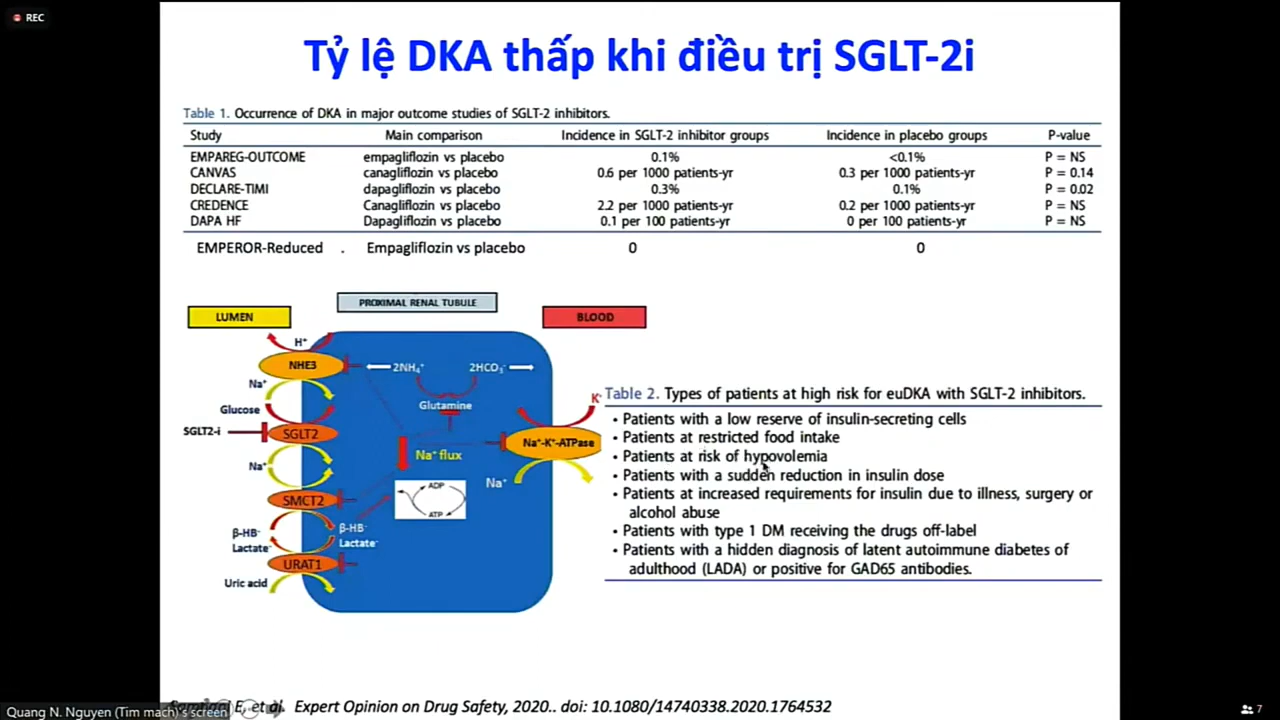 REC
Tỷ lệ DKA thấp khi điều trị SGLT-2i
Table 1. Occurrence of DKA in major outcome studies of SGLT-2 inhibitors.
Study Main comparison Incidence in SGLT-2 inhibitor groups Incidence in placebo groups P-value
EMPAREG-OUTCOME empagliflozin vs placebo 0.1% <0.1% P = NS
CANVAS canagliflozin vs placebo 0.6 per 1000 patients-yr 0.3 per 1000 patients-yr P = 0.14
DECLARE-TIMI dapagliflozin vs placebo 0.3% 0.1% P = 0.02
CREDENCE Canagliflozin vs placebo 2.2 per 1000 patients-yr 0.2 per 1000 patients-yr P = NS
DAPA HF Dapagliflozin vs placebo 0.1 per 100 patients-yr 0 per 100 patients-yr P = NS
EMPEROR-Reduced . Empagliflozin vs placebo 0 0
PROXIMAL RENAL TUBULE
LUMEN
BLOOD
H⁺
NHE3
2NH₄⁺
2HCO₃⁻
Na⁺
Glutamine
K⁺
Glucose
SGLT2-i
SGLT2
Na⁺ flux
Na⁺-K⁺-ATPase
Na⁺
Na⁺
ADP
ATP
SMCT2
β-HB⁻
Lactate⁻
β-HB⁻
Lactate⁻
URAT1
Uric acid
Table 2. Types of patients at high risk for euDKA with SGLT-2 inhibitors.
• Patients with a low reserve of insulin-secreting cells
• Patients at restricted food intake
• Patients at risk of hypovolemia
• Patients with a sudden reduction in insulin dose
• Patients at increased requirements for insulin due to illness, surgery or
alcohol abuse
• Patients with type 1 DM receiving the drugs off-label
• Patients with a hidden diagnosis of latent autoimmune diabetes of
adulthood (LADA) or positive for GAD65 antibodies.
E, et al. Expert Opinion on Drug Safety, 2020.. doi: 10.1080/14740338.2020.1764532
Quang N. Nguyen (Tim mach)'s screen
7